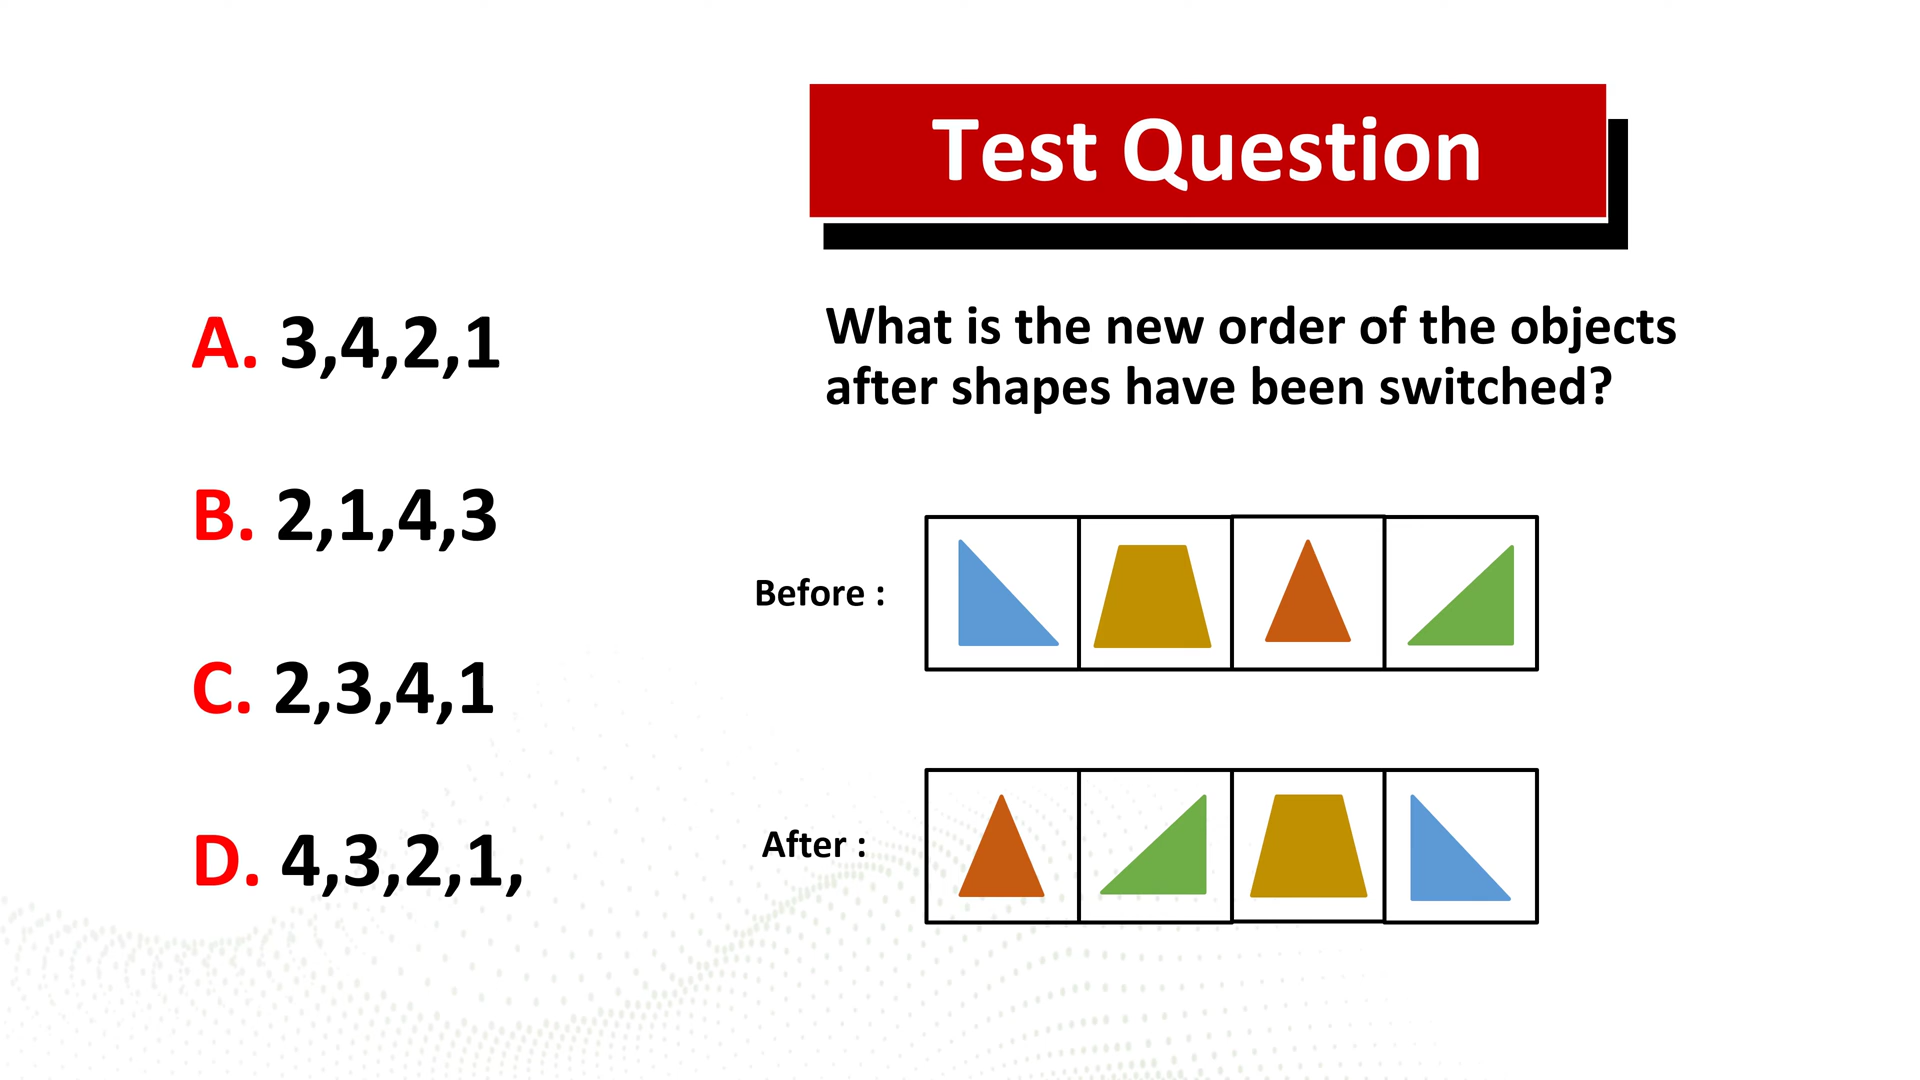 Test Question
What is the new order of the objects
after shapes have been switched?
A. 3,4,2,1
B. 2,1,4,3
C. 2,3,4,1
D. 4,3,2,1,
Before :
After :